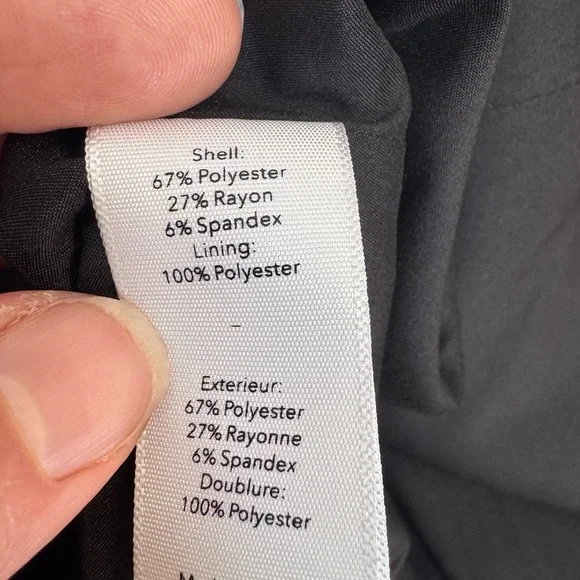 Shell:
67% Polyester
27% Rayon
6% Spandex
Lining:
100% Polyester
-
Exterieur:
67% Polyester
27% Rayonne
6% Spandex
Doublure:
100% Polyester